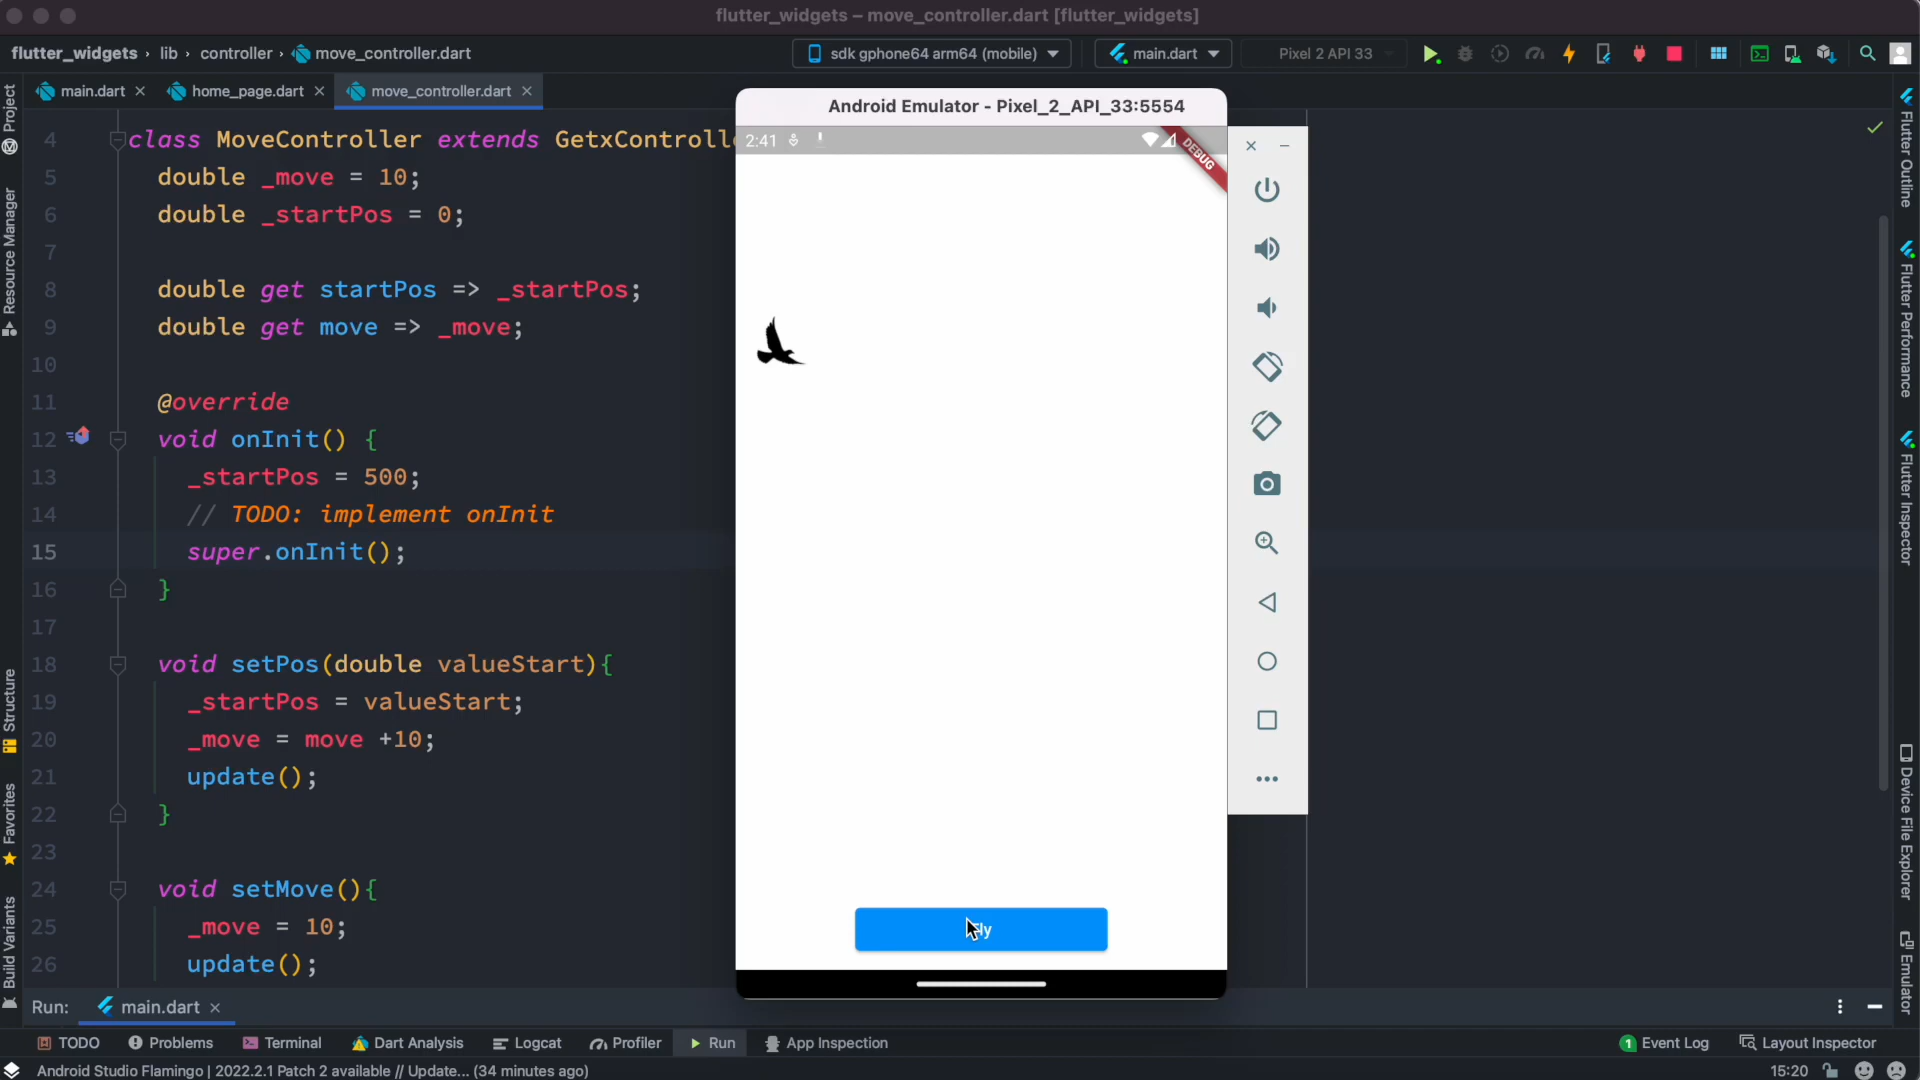 flutter_widgets – move_controller.dart [flutter_widgets]
flutter_widgets › lib › controller › move_controller.dart
sdk gphone64 arm64 (mobile)
main.dart
Pixel 2 API 33
main.dart
home_page.dart
move_controller.dart
Project
Resource Manager
Structure
Favorites
Build Variants
4 class MoveController extends GetxControll
5 double _move = 10;
6 double _startPos = 0;
7
8 double get startPos => _startPos;
9 double get move => _move;
10
11 @override
12 void onInit() {
13 _startPos = 500;
14 // TODO: implement onInit
15 super.onInit();
16 }
17
18 void setPos(double valueStart){
19 _startPos = valueStart;
20 _move = move +10;
21 update();
22 }
23
24 void setMove(){
25 _move = 10;
26 update();
Android Emulator - Pixel_2_API_33:5554
2:41
DEBUG
Flutter Outline
Flutter Performance
Flutter Inspector
Device File Explorer
Emulator
Run:
main.dart
TODO
Problems
Terminal
Dart Analysis
Logcat
Profiler
Run
App Inspection
1 Event Log
Layout Inspector
Android Studio Flamingo | 2022.2.1 Patch 2 available // Update... (34 minutes ago)
15:20